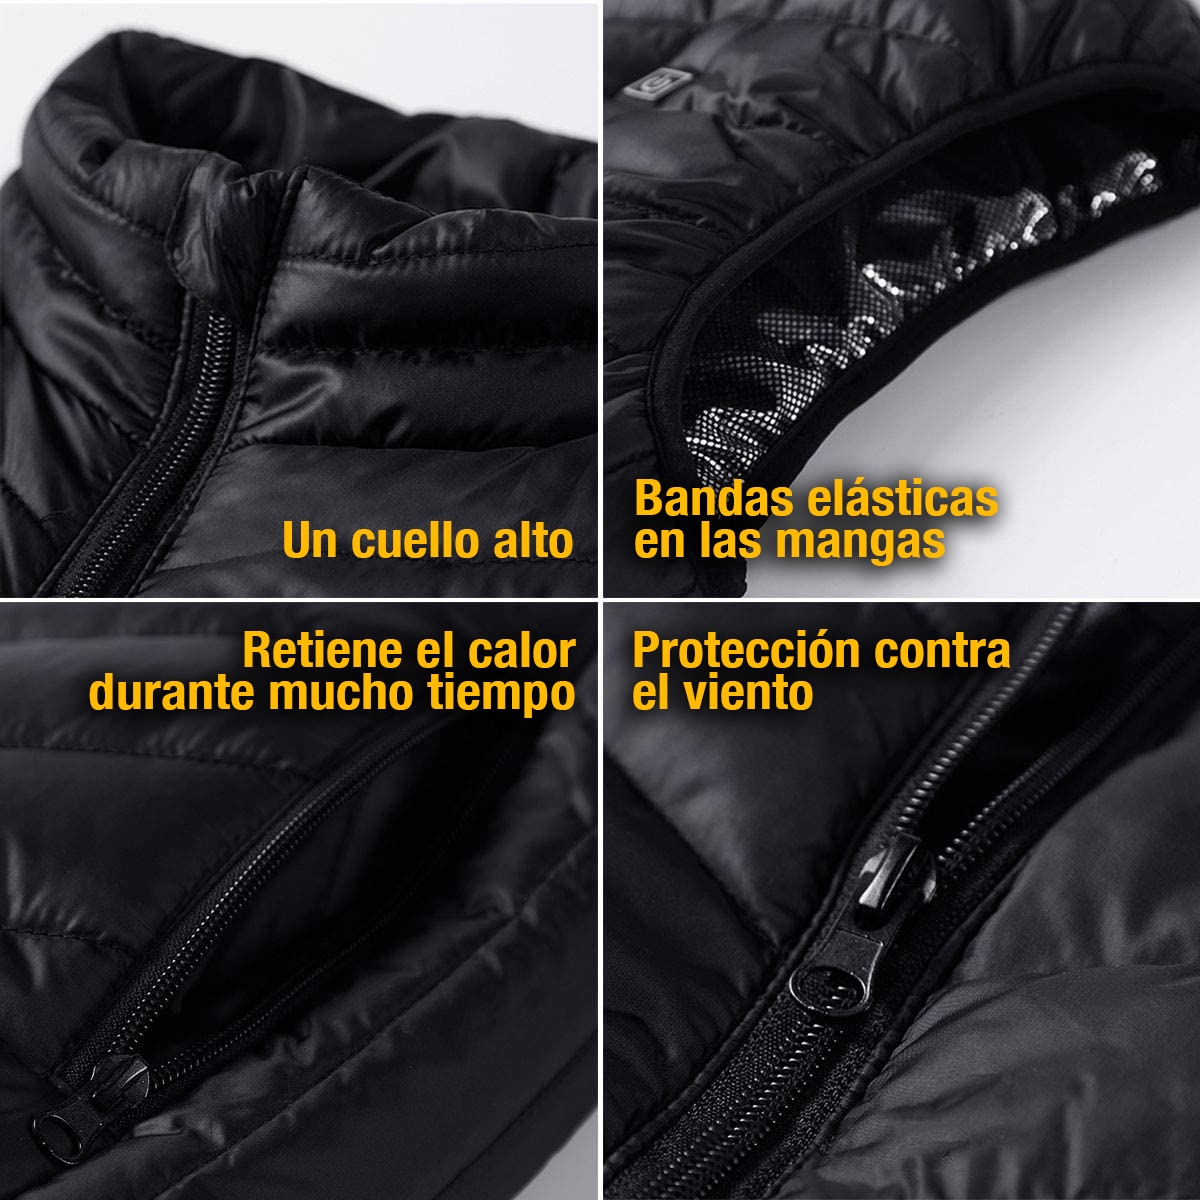 Un cuello alto
Bandas elásticas
en las mangas
Retiene el calor
durante mucho tiempo
Protección contra
el viento